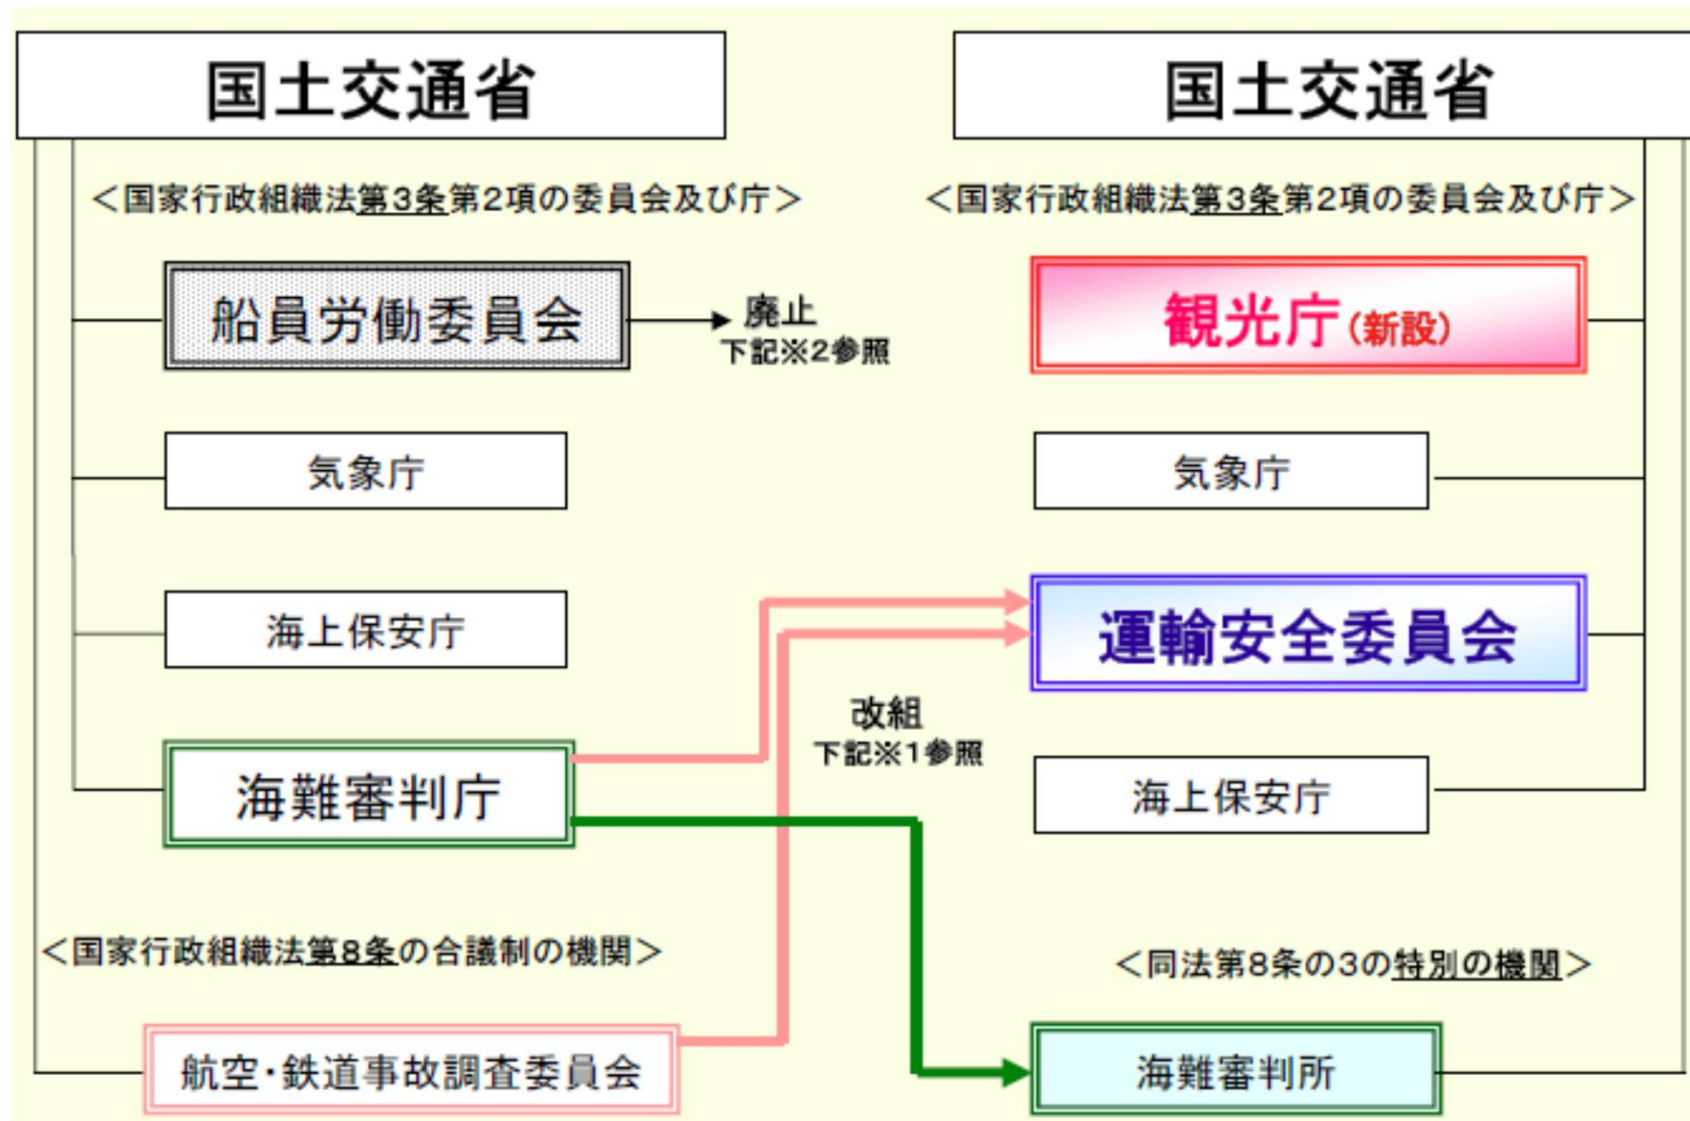 国土交通省
国土交通省
＜国家行政組織法第3条第2項の委員会及び庁＞
＜国家行政組織法第3条第2項の委員会及び庁＞
船員労働委員会
廃止
下記※2参照
観光庁(新設)
気象庁
気象庁
海上保安庁
運輸安全委員会
改組
下記※1参照
海難審判庁
海上保安庁
＜国家行政組織法第8条の合議制の機関＞
＜同法第8条の3の特別の機関＞
航空・鉄道事故調査委員会
海難審判所